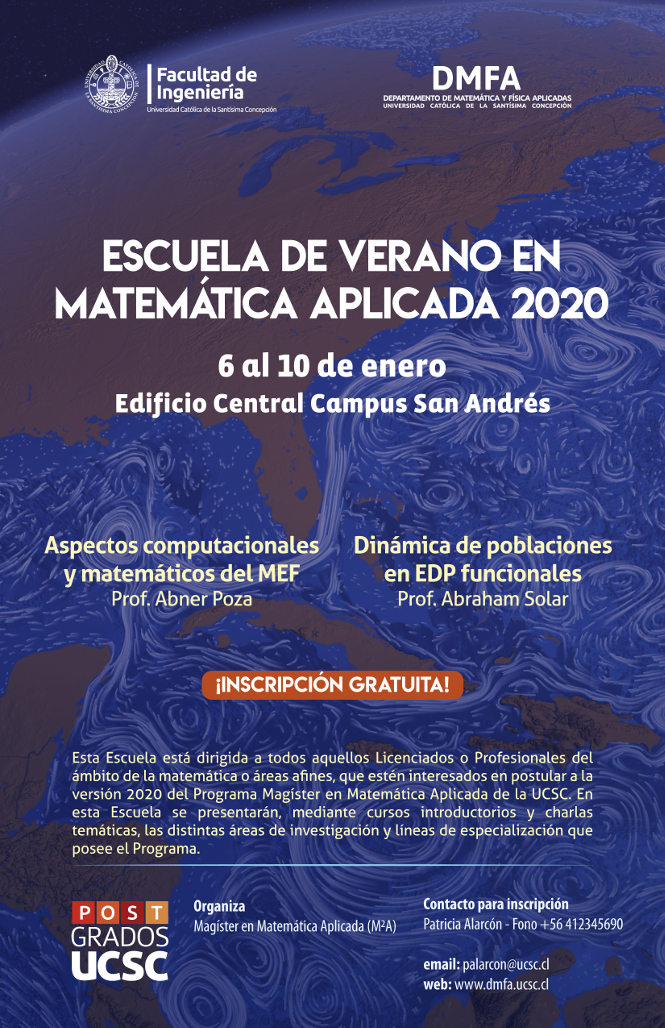 UNIVERSIDAD CATÓLICA DE LA SANTÍSIMA CONCEPCIÓN
Facultad de
Ingeniería
Universidad Católica de la Santísima Concepción
DMFA
DEPARTAMENTO DE MATEMÁTICA Y FÍSICA APLICADAS
UNIVERSIDAD CATÓLICA DE LA SANTÍSIMA CONCEPCIÓN
ESCUELA DE VERANO EN
MATEMÁTICA APLICADA 2020
6 al 10 de enero
Edificio Central Campus San Andrés
Aspectos computacionales
y matemáticos del MEF
Prof. Abner Poza
Dinámica de poblaciones
en EDP funcionales
Prof. Abraham Solar
¡INSCRIPCIÓN GRATUITA!
Esta Escuela está dirigida a todos aquellos Licenciados o Profesionales del
ámbito de la matemática o áreas afines, que estén interesados en postular a la
versión 2020 del Programa Magíster en Matemática Aplicada de la UCSC. En
esta Escuela se presentarán, mediante cursos introductorios y charlas
temáticas, las distintas áreas de investigación y líneas de especialización que
posee el Programa.
POST
GRADOS
UCSC
Organiza
Magíster en Matemática Aplicada (M²A)
Contacto para inscripción
Patricia Alarcón - Fono +56 412345690
email: palarcon@ucsc.cl
web: www.dmfa.ucsc.cl